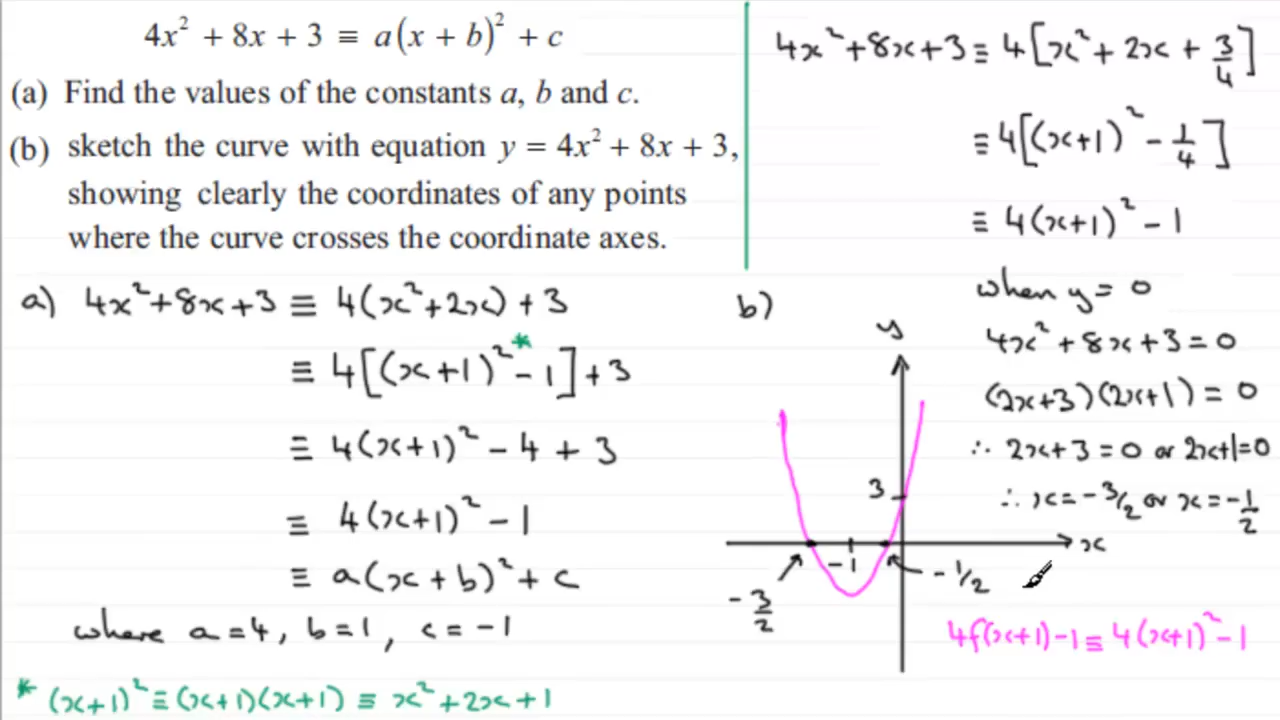 4x² + 8x + 3 ≡ a(x + b)² + c
(a) Find the values of the constants a, b and c.
(b) sketch the curve with equation y = 4x² + 8x + 3,
showing clearly the coordinates of any points
where the curve crosses the coordinate axes.
a) 4x² + 8x + 3 ≡ 4(x² + 2x) + 3
≡ 4[(x+1)² * - 1] + 3
≡ 4(x+1)² - 4 + 3
≡ 4(x+1)² - 1
≡ a(x + b)² + c
where a = 4, b = 1, c = -1
* (x+1)² ≡ (x+1)(x+1) ≡ x² + 2x + 1
4x² + 8x + 3 ≡ 4[x² + 2x + 3/4]
≡ 4[(x+1)² - 1/4]
≡ 4(x+1)² - 1
b)
y
3
-1
x
-3/2
-1/2
when y = 0
4x² + 8x + 3 = 0
(2x+3)(2x+1) = 0
∴ 2x + 3 = 0 or 2x+1=0
∴ x = -3/2 or x = -1/2
4f(x+1) - 1 ≡ 4(x+1)² - 1